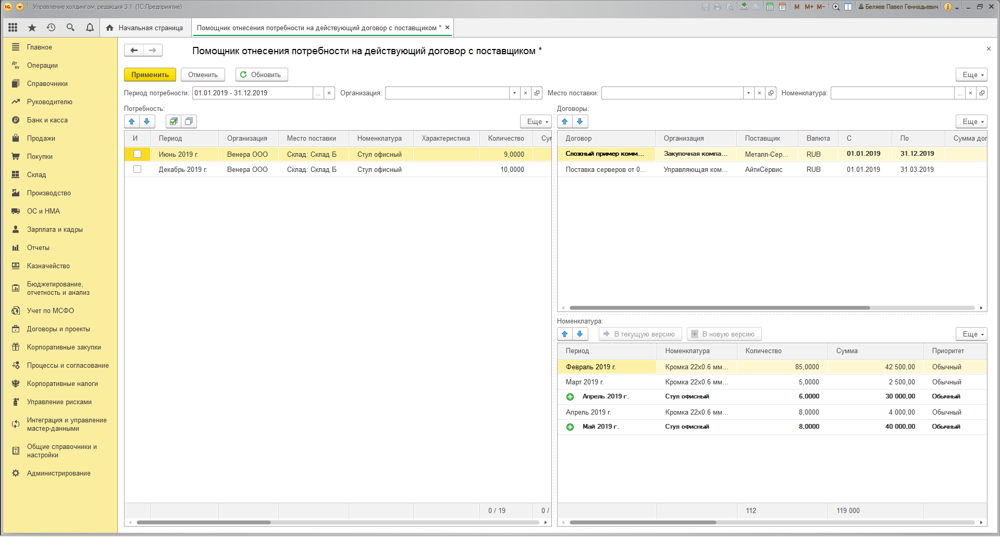 Управление холдингом, редакция 3.1 (1С:Предприятие)
M M+ M- Беляев Павел Геннадьевич
Начальная страница
Помощник отнесения потребности на действующий договор с поставщиком *
Главное
Операции
Справочники
Руководителю
Банк и касса
Продажи
Покупки
Склад
Производство
ОС и НМА
Зарплата и кадры
Отчеты
Казначейство
Бюджетирование,
отчетность и анализ
Учет по МСФО
Договоры и проекты
Корпоративные закупки
Процессы и согласование
Корпоративные налоги
Управление рисками
Интеграция и управление
мастер-данными
Общие справочники и
настройки
Администрирование
Помощник отнесения потребности на действующий договор с поставщиком *
Применить Отменить Обновить Еще
Период потребности: 01.01.2019 - 31.12.2019 ... Организация: Место поставки: Номенклатура: ...
Потребность:
Еще
И Период Организация Место поставки Номенклатура Характеристика Количество Сум
Июнь 2019 г. Венера ООО Склад: Склад Б Стул офисный 9,0000
Декабрь 2019 г. Венера ООО Склад: Склад Б Стул офисный 10,0000
0 / 19 0 /
Договоры:
Еще
Договор Организация Поставщик Валюта С По Сумма дог
Сложный пример комм... Закупочная компа... Металл-Сер... RUB 01.01.2019 31.12.2019
Поставка серверов от 0... Управляющая ком... АйтиСервис RUB 01.01.2019 31.03.2019
Номенклатура:
В текущую версию В новую версию Еще
Период Номенклатура Количество Сумма Приоритет
Февраль 2019 г. Кромка 22x0.6 мм... 85,0000 42 500,00 Обычный
Март 2019 г. Кромка 22x0.6 мм... 5,0000 2 500,00 Обычный
Апрель 2019 г. Стул офисный 6,0000 30 000,00 Обычный
Апрель 2019 г. Кромка 22x0.6 мм... 8,0000 4 000,00 Обычный
Май 2019 г. Стул офисный 8,0000 40 000,00 Обычный
112 119 000